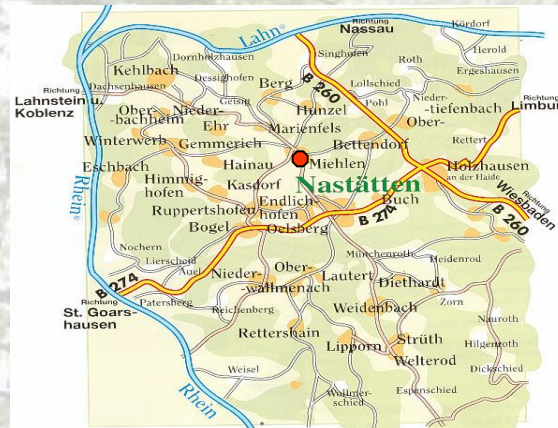 Richtung
Nassau
Kördorf
Lahn
Herold
Singhofen
Dornholzhausen
Roth
Ergeshausen
Kehlbach
Dessighofen
Richtung
Dachsenhausen
Berg
B 260
Lollschied
Richtung
Lahnstein u.
Koblenz
Geisig
Pohl
Nieder-
-tiefenbach
Ober-
Limbu
Ober-
Nieder-
-bachheim
Hunzel
Ehr
Marienfels
Winterwerb
Gemmerich
Bettendorf
Rettert
Eschbach
Hainau
Miehlen
Holzhausen
an der Haide
Himmig-
hofen
Kasdorf
Nastätten
Richtung
Wiesbaden
Rhein
Ruppertshofen
Endlich-
hofen
Buch
B 260
Bogel
Oelsberg
B 274
Nochern
Lierscheid
Auel
Münchenroth
Heidenrod
Nieder-
Ober-
-wallmenach
Lautert
Diethardt
B 274
Richtung
St. Goars-
hausen
Patersberg
Reichenberg
Weidenbach
Zorn
Nauroth
Rettershain
Lipporn
Strüth
Hilgenroth
Welterod
Dickschied
Weisel
Rhein
Wollmer-
schied
Espenschied